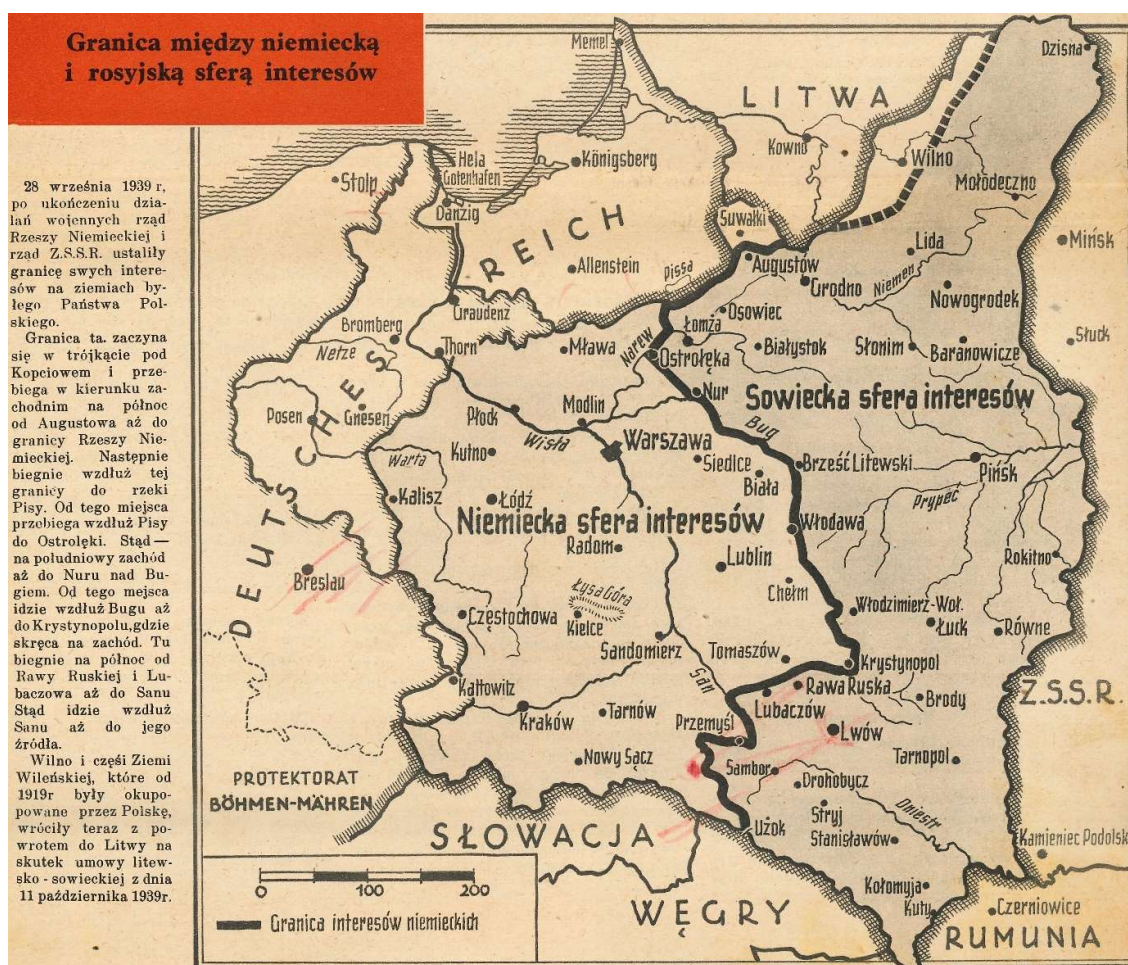 Granica między niemiecką
i rosyjską sferą interesów
28 września 1939 r,
po ukończeniu dzia-
łań wojennych rząd
Rzeszy Niemieckiej i
rząd Z.S.S.R. ustaliły
granicę swych intere-
sów na ziemiach by-
łego Państwa Pol-
skiego.
Granica ta. zaczyna
się w trójkącie pod
Kopciowem i prze-
biega w kierunku za-
chodnim na północ
od Augustowa aż do
granicy Rzeszy Nie-
mieckiej. Następnie
biegnie wzdłuż tej
granicy do rzeki
Pisy. Od tego miejsca
przebiega wzdłuż Pisy
do Ostrołęki. Stąd —
na południowy zachód
aż do Nuru nad Bu-
giem. Od tego mejsca
idzie wzdłuż Bugu aż
do Krystynopolu,gdzie
skręca na zachód. Tu
biegnie na północ od
Rawy Ruskiej i Lu-
baczowa aż do Sanu
Stąd idzie wzdłuż
Sanu aż do jego
źródła.
Wilno i części Ziemi
Wileńskiej, które od
1919r były okupo-
powane przez Polskę,
wróciły teraz z po-
wrotem do Litwy na
skutek umowy litew-
sko - sowieckiej z dnia
11 października 1939r.
Memel
Dzisna
LITWA
Kowno
Wilno
Königsberg
Hela
Gotenhafen
Stolp
Danzig
Mołodeczno
Suwałki
Mińsk
REICH
Lida
Augustów
Allenstein
Pissa
Grodno
Niemen
Nowogrodek
Graudenz
Osowiec
Bromberg
Łomża
Słuck
Thorn
Mława
Narew
Ostrołęka
Białystok
Słonim
Baranowicze
Netze
Nur
Sowiecka sfera interesów
Posen
Gnesen
Płock
Modlin
Bug
Wisła
Warszawa
Kutno
Siedlce
Brześć Litewski
Pińsk
Warta
Biała
Kalisz
Łódź
Prypeć
Niemiecka sfera interesów
Włodawa
Radom
Lublin
Rokitno
Breslau
DEUTSCHES
Łysa Góra
Chełm
Włodzimierz-Woł.
Częstochowa
Kielce
Łuck
Równe
Sandomierz
Tomaszów
Krystynopol
San
Kattowitz
Rawa Ruska
Brody
Z.S.S.R.
Lubaczów
Kraków
Tarnów
Przemyśl
Lwów
Nowy Sącz
Sambor
Tarnopol
PROTEKTORAT
BÖHMEN-MÄHREN
Drohobycz
Stryj
Dniestr
SŁOWACJA
Użok
Stanisławów
Kamieniec Podolsk
0 100 200
Kołomyja
WĘGRY
Kuty
Czerniowice
Granica interesów niemieckich
RUMUNIA